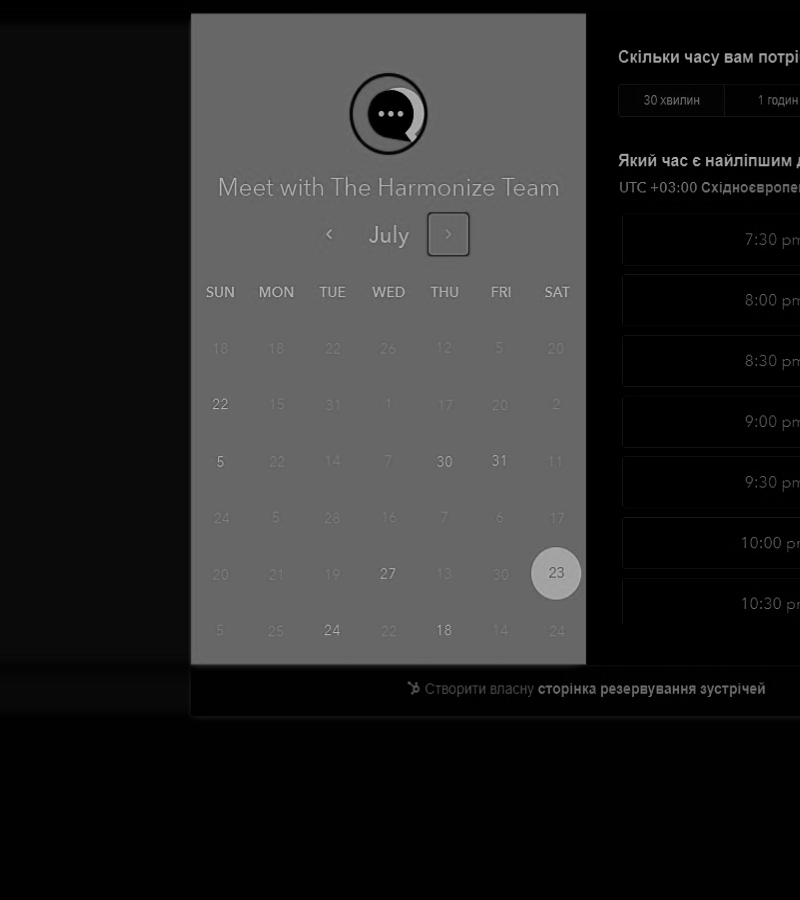 Meet with The Harmonize Team
July
SUN MON TUE WED THU FRI SAT
18 18 22 26 12 5 20
22 15 31 1 17 20 2
5 22 14 7 30 31 11
24 5 28 16 7 6 17
20 21 19 27 13 30 23
5 25 24 22 18 14 24
Скільки часу вам потрі
30 хвилин 1 годин
Який час є найліпшим
UTC +03:00 Східноєвропе
7:30 pm
8:00 pm
8:30 pm
9:00 pm
9:30 pm
10:00 pm
10:30 pm
Створити власну сторінка резервування зустрічей